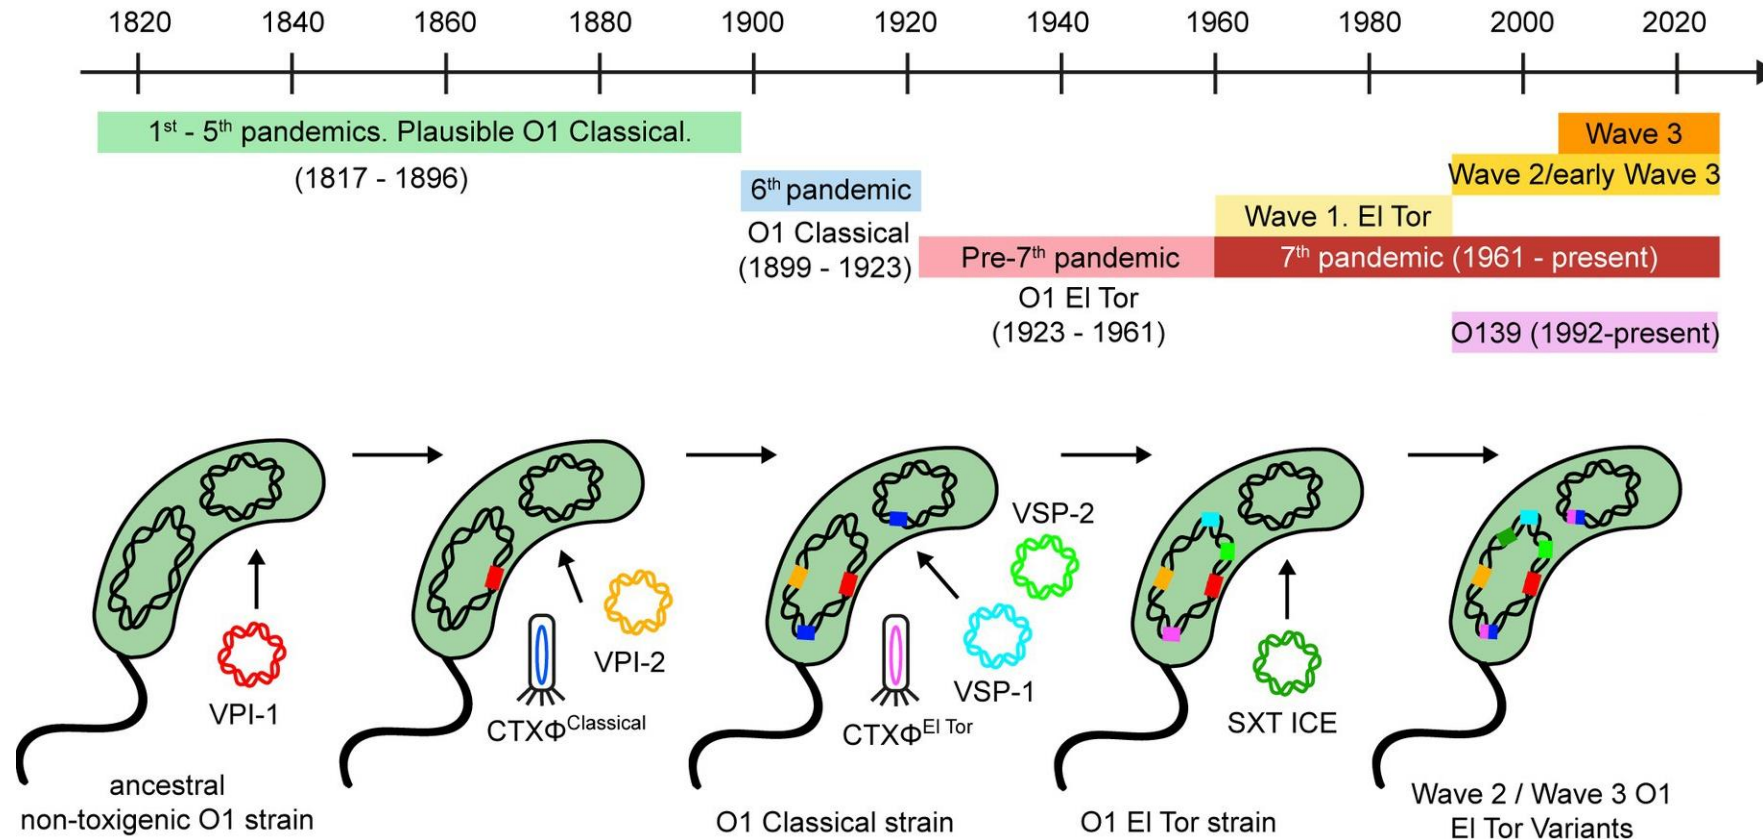 1820 1840 1860 1880 1900 1920 1940 1960 1980 2000 2020
1st - 5th pandemics. Plausible O1 Classical.
(1817 - 1896)
6th pandemic
O1 Classical
(1899 - 1923)
Wave 3
Wave 2/early Wave 3
Wave 1. El Tor
Pre-7th pandemic
7th pandemic (1961 - present)
O1 El Tor
(1923 - 1961)
O139 (1992-present)
VPI-1
ancestral
non-toxigenic O1 strain
VPI-2
CTXΦClassical
VSP-2
VSP-1
CTXΦEl Tor
O1 Classical strain
SXT ICE
O1 El Tor strain
Wave 2 / Wave 3 O1
El Tor Variants